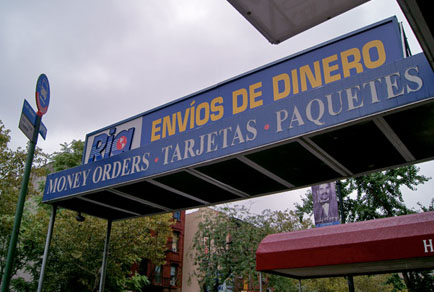 Ria ENVÍOS DE DINERO
MONEY ORDERS · TARJETAS · PAQUETES
H